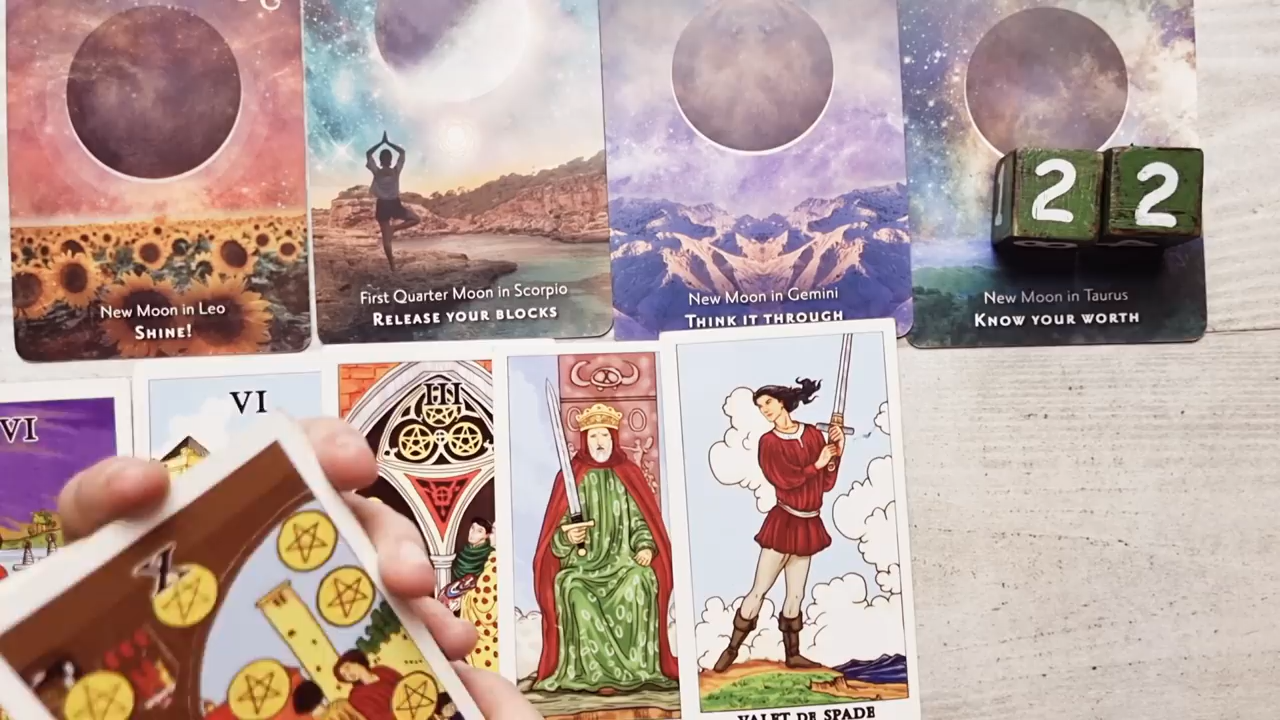 New Moon in Leo
SHINE!
First Quarter Moon in Scorpio
RELEASE YOUR BLOCKS
New Moon in Gemini
THINK IT THROUGH
New Moon in Taurus
KNOW YOUR WORTH
2 2
VI
VI
III
VALET DE SPADE